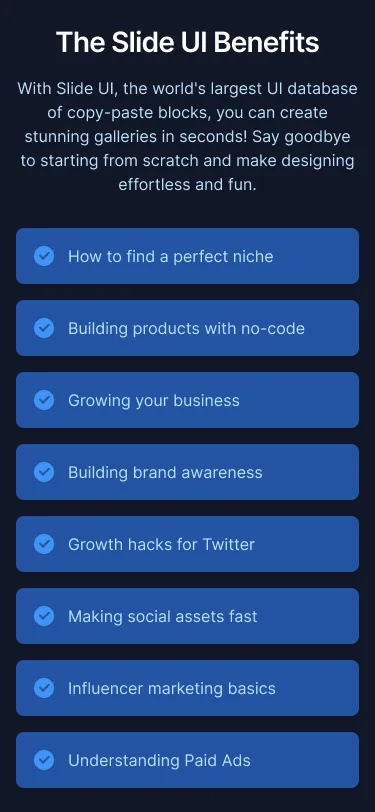 The Slide UI Benefits
With Slide UI, the world's largest UI database
of copy-paste blocks, you can create
stunning galleries in seconds! Say goodbye
to starting from scratch and make designing
effortless and fun.
How to find a perfect niche
Building products with no-code
Growing your business
Building brand awareness
Growth hacks for Twitter
Making social assets fast
Influencer marketing basics
Understanding Paid Ads